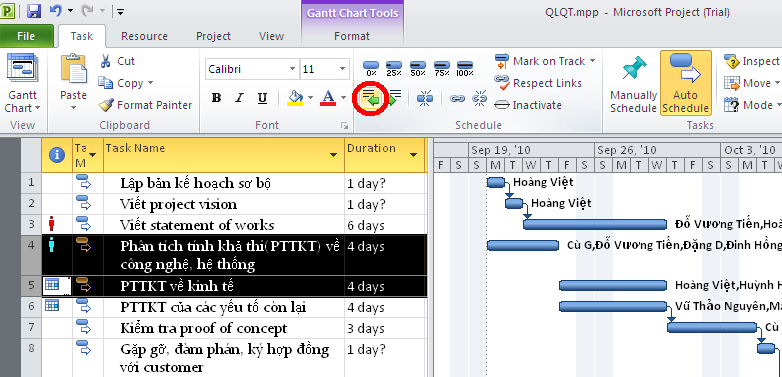 Gantt Chart Tools
QLQT.mpp - Microsoft Project (Trial)
File Task Resource Project View Format
Gantt Chart
View
Paste
Cut
Copy
Format Painter
Clipboard
Calibri 11
B I U A
Font
0% 25% 50% 75% 100%
Mark on Track
Respect Links
Inactivate
Schedule
Manually Schedule
Auto Schedule
Inspect
Move
Mode
Tasks
Ta M Task Name Duration
Sep 19, '10 Sep 26, '10 Oct 3, '10
F S S M T W T F S S M T W T F S S M T
1 Lập bản kế hoạch sơ bộ 1 day? Hoàng Việt
2 Viết project vision 1 day? Hoàng Việt
3 Viết statement of works 6 days Đỗ Vương Tiến,Hoà
4 Phân tích tính khả thi(PTTKT) về công nghệ, hệ thống 4 days Cù G,Đỗ Vương Tiến,Đặng D,Đinh Hồng
5 PTTKT về kinh tế 4 days Hoàng Việt,Huỳnh H
6 PTTKT của các yếu tố còn lại 4 days Vũ Thảo Nguyên,Ma
7 Kiểm tra proof of concept 3 days Cù
8 Gặp gỡ, đàm phán, ký hợp đồng với customer 1 day?